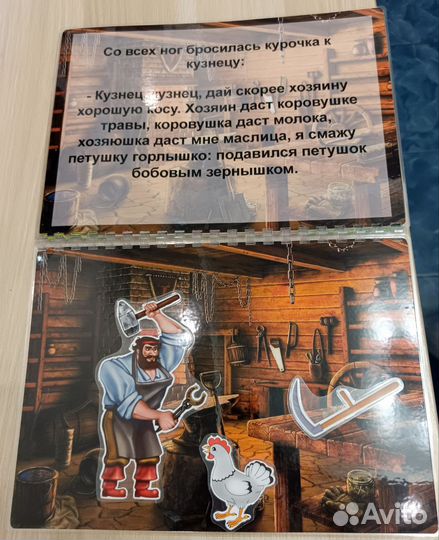 Со всех ног бросилась курочка к
кузнецу:
- Кузнец, кузнец, дай скорее хозяину
хорошую косу. Хозяин даст коровушке
травы, коровушка даст молока,
хозяюшка даст мне маслица, я смажу
петушку горлышко: подавился петушок
бобовым зернышком.
Avito